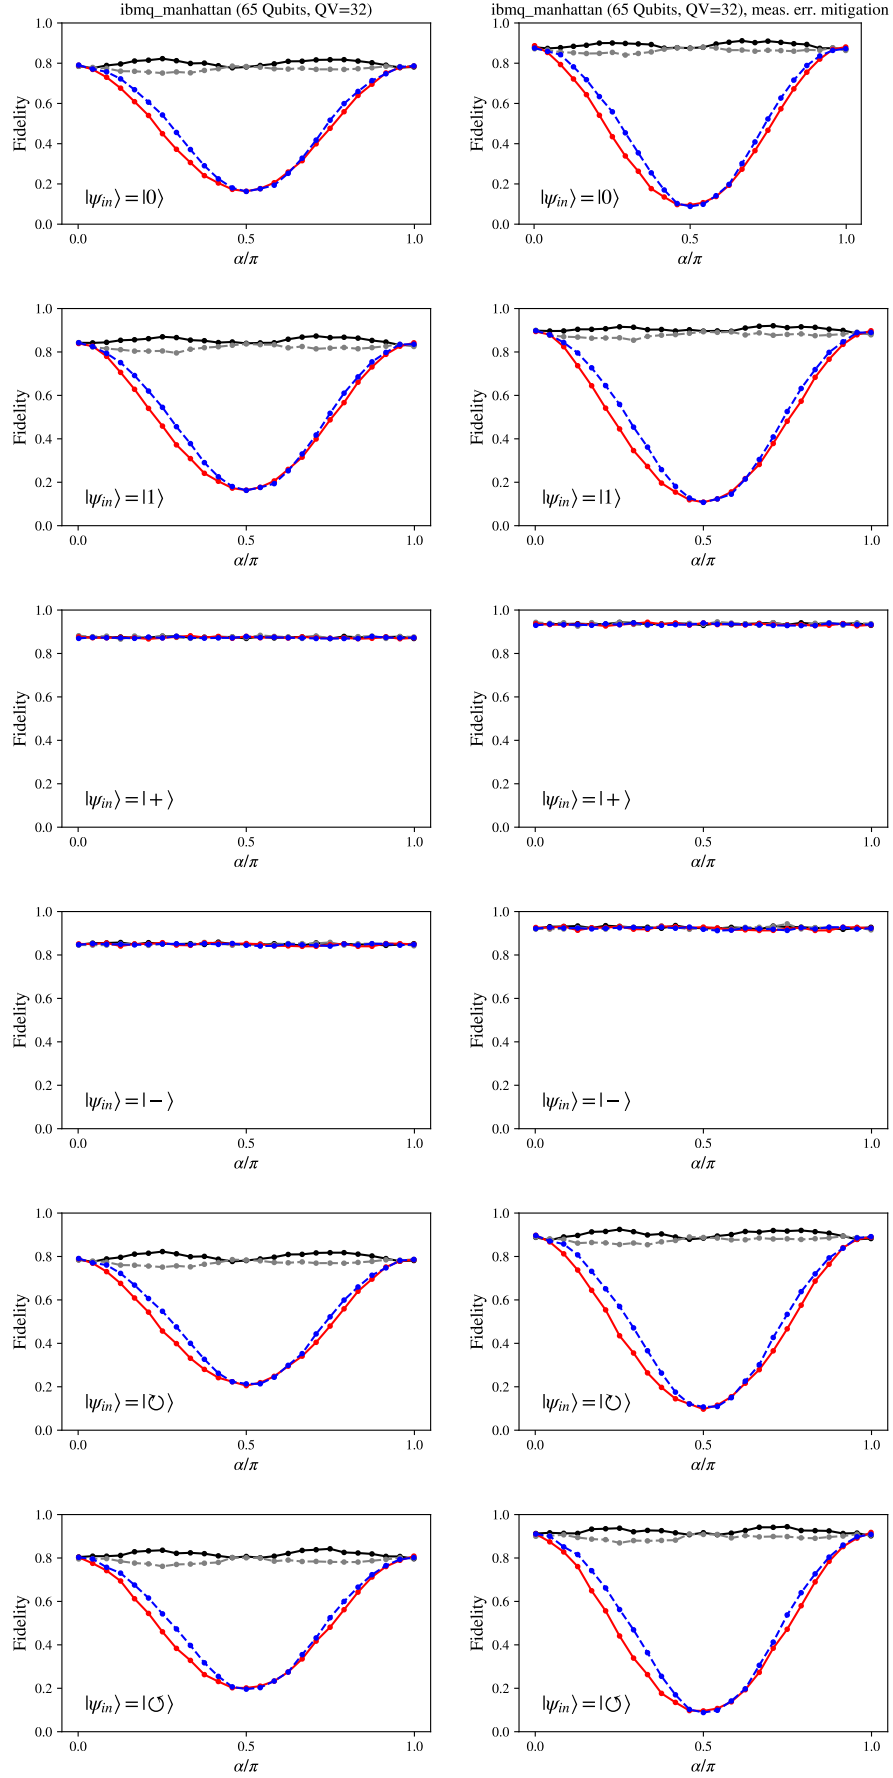 ibmq_manhattan (65 Qubits, QV=32)
1.0
0.8
0.6
0.4
0.2
0.0
Fidelity
|ψin⟩ = |0⟩
0.0 0.5 1.0
α/π
ibmq_manhattan (65 Qubits, QV=32), meas. err. mitigation
1.0
0.8
0.6
0.4
0.2
0.0
Fidelity
|ψin⟩ = |0⟩
0.0 0.5 1.0
α/π
1.0
0.8
0.6
0.4
0.2
0.0
Fidelity
|ψin⟩ = |1⟩
0.0 0.5 1.0
α/π
1.0
0.8
0.6
0.4
0.2
0.0
Fidelity
|ψin⟩ = |1⟩
0.0 0.5 1.0
α/π
1.0
0.8
0.6
0.4
0.2
0.0
Fidelity
|ψin⟩ = |+⟩
0.0 0.5 1.0
α/π
1.0
0.8
0.6
0.4
0.2
0.0
Fidelity
|ψin⟩ = |+⟩
0.0 0.5 1.0
α/π
1.0
0.8
0.6
0.4
0.2
0.0
Fidelity
|ψin⟩ = |−⟩
0.0 0.5 1.0
α/π
1.0
0.8
0.6
0.4
0.2
0.0
Fidelity
|ψin⟩ = |−⟩
0.0 0.5 1.0
α/π
1.0
0.8
0.6
0.4
0.2
0.0
Fidelity
|ψin⟩ = |↻⟩
0.0 0.5 1.0
α/π
1.0
0.8
0.6
0.4
0.2
0.0
Fidelity
|ψin⟩ = |↻⟩
0.0 0.5 1.0
α/π
1.0
0.8
0.6
0.4
0.2
0.0
Fidelity
|ψin⟩ = |↺⟩
0.0 0.5 1.0
α/π
1.0
0.8
0.6
0.4
0.2
0.0
Fidelity
|ψin⟩ = |↺⟩
0.0 0.5 1.0
α/π